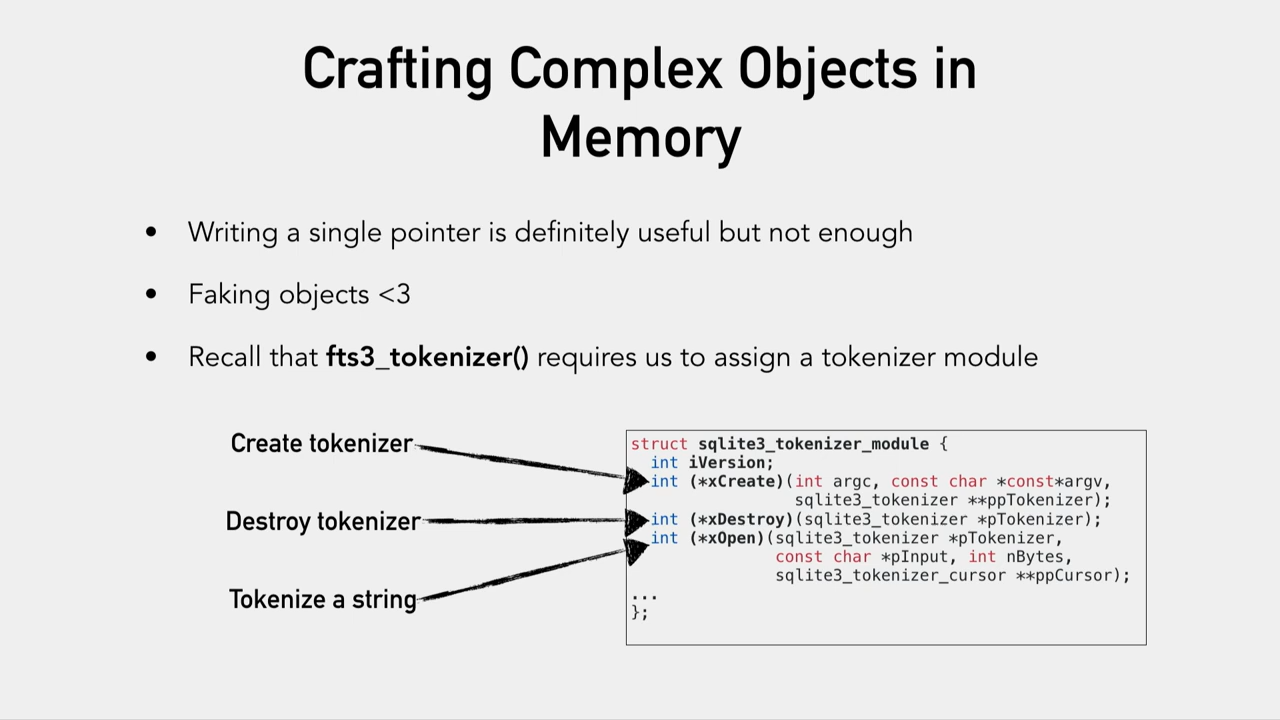 Crafting Complex Objects in
Memory
• Writing a single pointer is definitely useful but not enough
• Faking objects <3
• Recall that fts3_tokenizer() requires us to assign a tokenizer module
Create tokenizer
Destroy tokenizer
Tokenize a string
struct sqlite3_tokenizer_module {
  int iVersion;
  int (*xCreate)(int argc, const char *const*argv,
                 sqlite3_tokenizer **ppTokenizer);
  int (*xDestroy)(sqlite3_tokenizer *pTokenizer);
  int (*xOpen)(sqlite3_tokenizer *pTokenizer,
               const char *pInput, int nBytes,
               sqlite3_tokenizer_cursor **ppCursor);
...
};